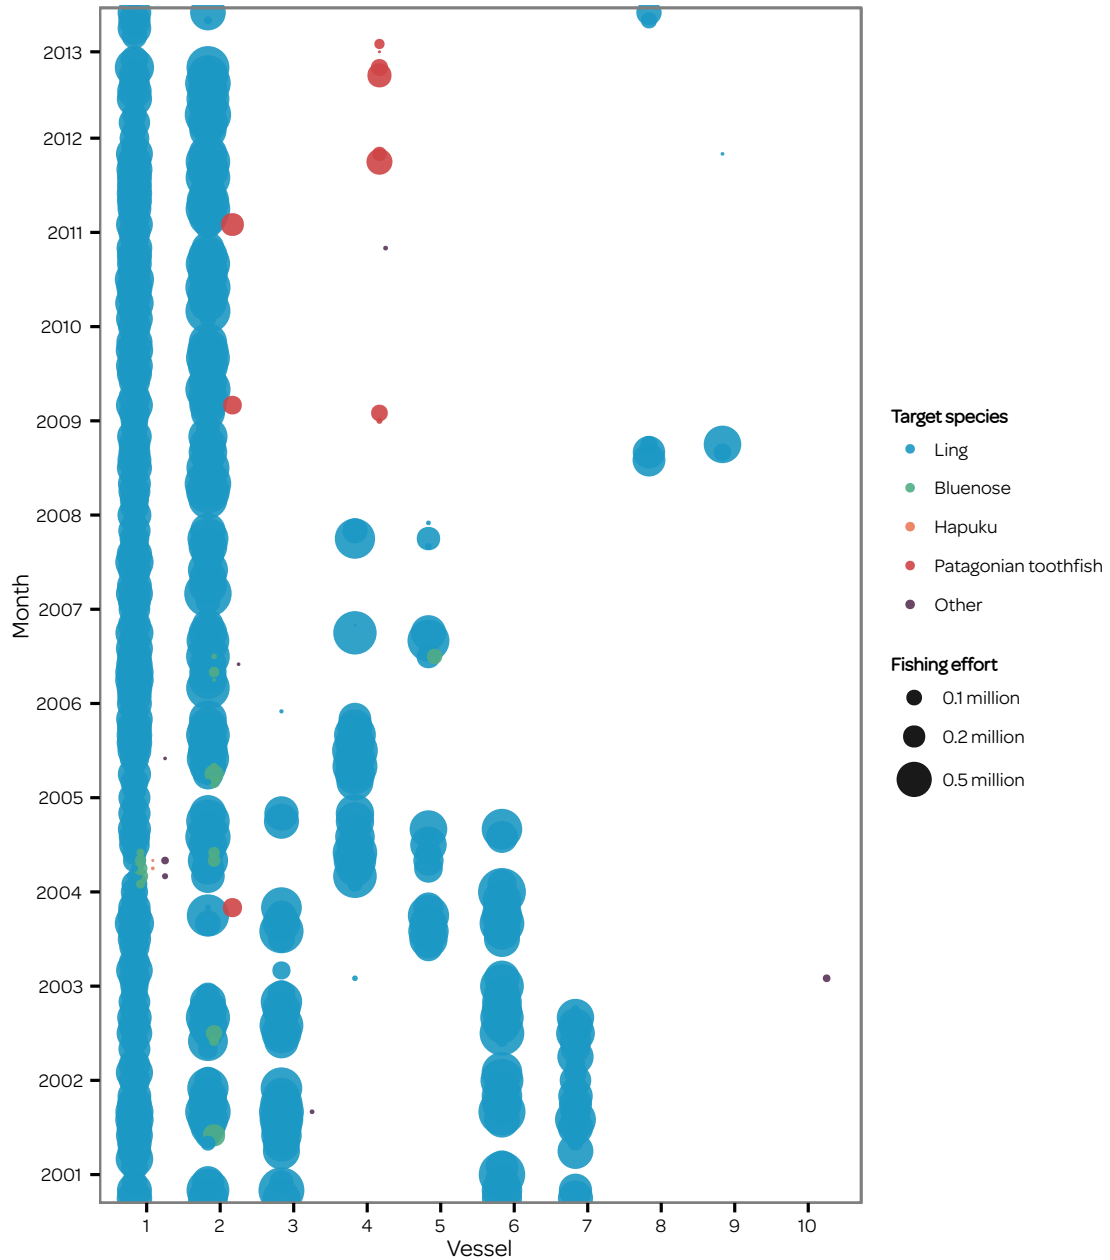 2013
2012
2011
2010
2009
2008
2007
2006
2005
2004
2003
2002
2001
Month
1 2 3 4 5 6 7 8 9 10
Vessel
Target species
Ling
Bluenose
Hapuku
Patagonian toothfish
Other
Fishing effort
0.1 million
0.2 million
0.5 million